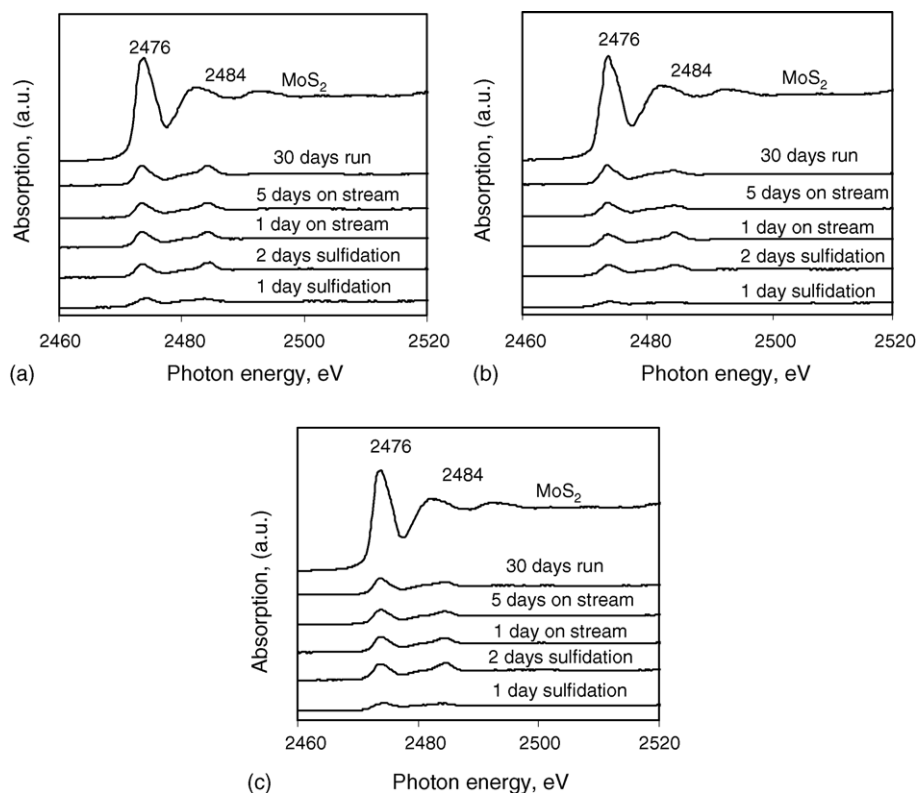 2476
2484
MoS2
30 days run
5 days on stream
1 day on stream
2 days sulfidation
1 day sulfidation
Absorption, (a.u.)
2460 2480 2500 2520
(a) Photon energy, eV
2476
2484
MoS2
30 days run
5 days on stream
1 day on stream
2 days sulfidation
1 day sulfidation
Absorption, (a.u.)
2460 2480 2500 2520
(b) Photon energy, eV
2476
2484
MoS2
30 days run
5 days on stream
1 day on stream
2 days sulfidation
1 day sulfidation
Absorption, (a.u.)
2460 2480 2500 2520
(c) Photon energy, eV